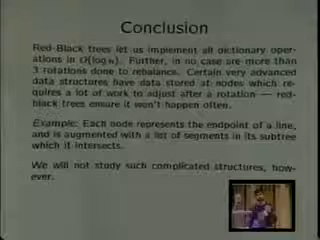 Conclusion
Red-Black trees let us implement all dictionary oper-
ations in O(log n). Further, in no case are more than
3 rotations done to rebalance. Certain very advanced
data structures have data stored at nodes which re-
quires a lot of work to adjust after a rotation — red-
black trees ensure it won't happen often.
Example: Each node represents the endpoint of a line,
and is augmented with a list of segments in its subtree
which it intersects.
We will not study such complicated structures, how-
ever.